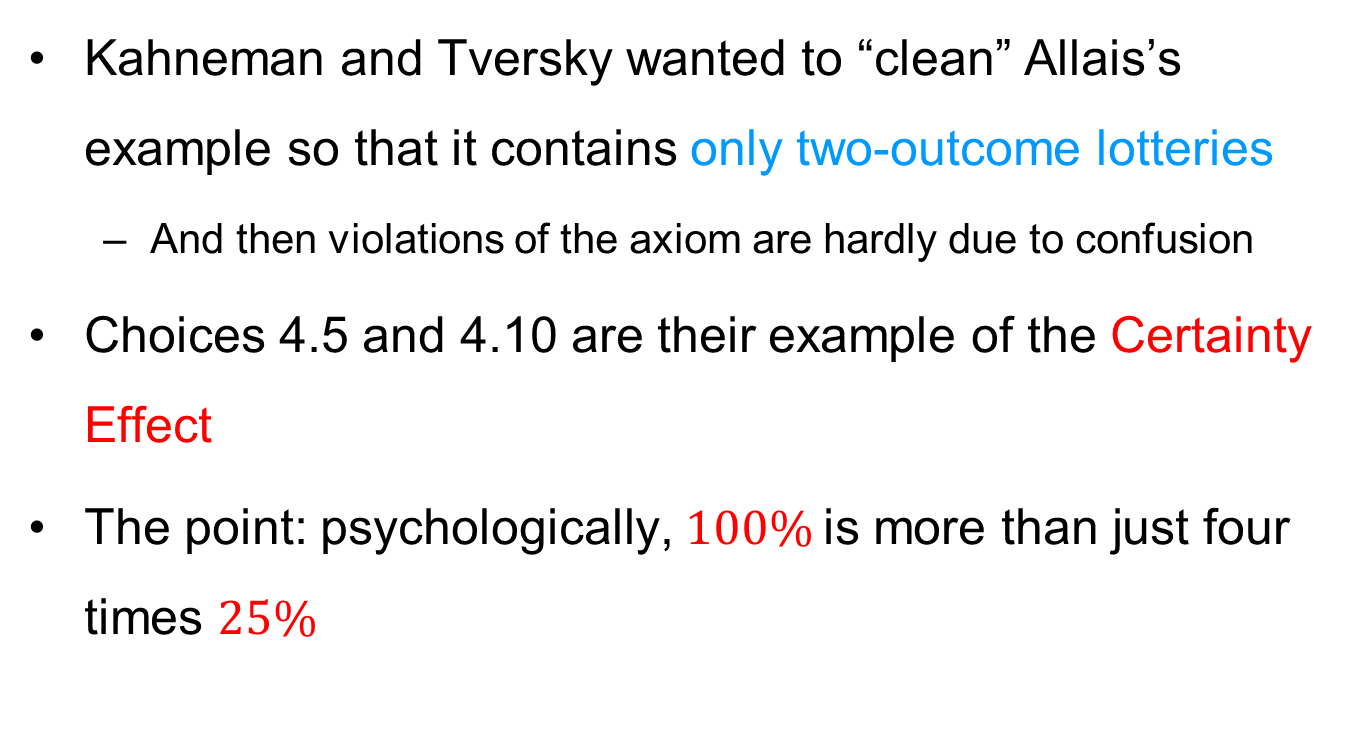 • Kahneman and Tversky wanted to “clean” Allais’s
example so that it contains only two-outcome lotteries
– And then violations of the axiom are hardly due to confusion
• Choices 4.5 and 4.10 are their example of the Certainty
Effect
• The point: psychologically, 100% is more than just four
times 25%